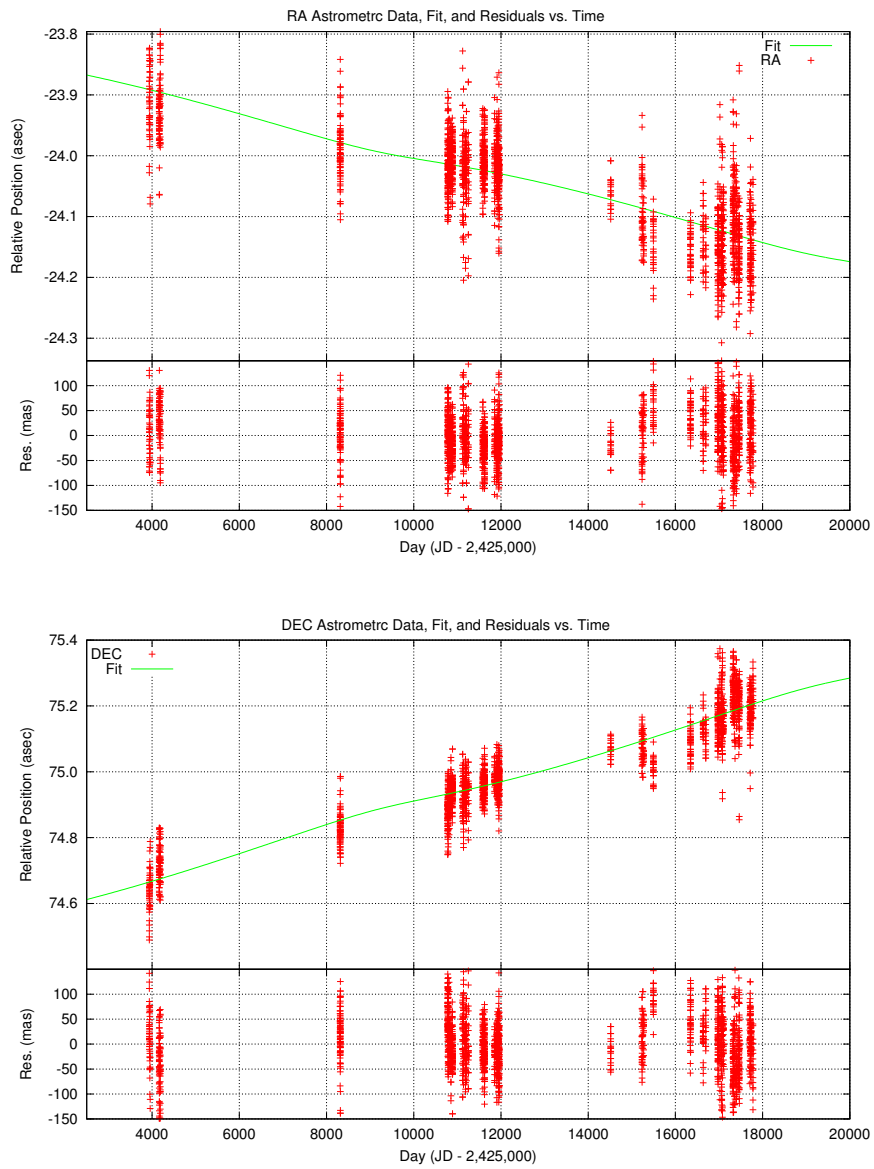 RA Astrometrc Data, Fit, and Residuals vs. Time
-23.8
-23.9
-24.0
-24.1
-24.2
-24.3
Relative Position (asec)
Fit
RA
100
50
0
-50
-100
-150
Res. (mas)
4000 6000 8000 10000 12000 14000 16000 18000 20000
Day (JD - 2,425,000)
DEC Astrometrc Data, Fit, and Residuals vs. Time
75.4
75.2
75.0
74.8
74.6
Relative Position (asec)
DEC
Fit
100
50
0
-50
-100
-150
Res. (mas)
4000 6000 8000 10000 12000 14000 16000 18000 20000
Day (JD - 2,425,000)